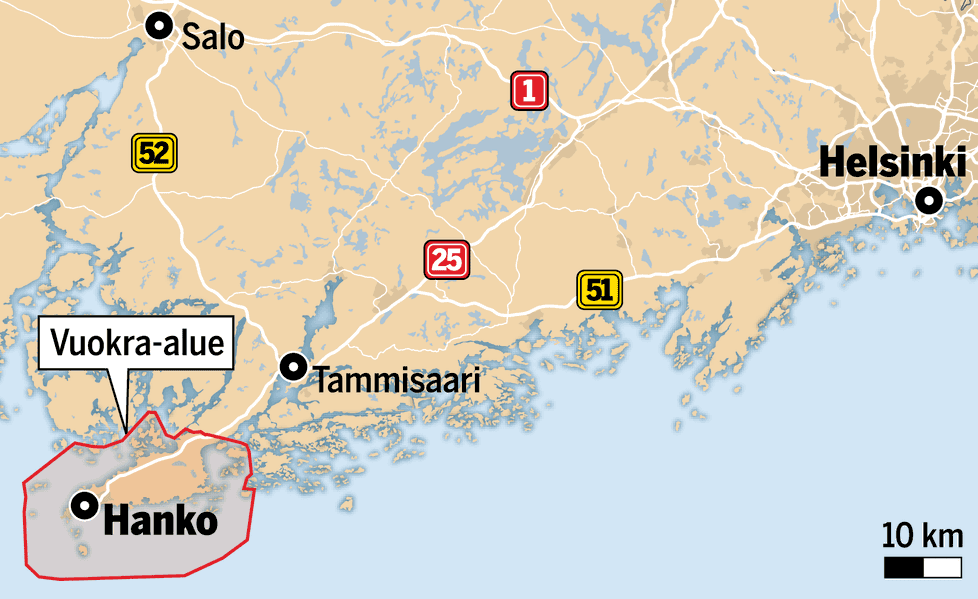 Salo
1
52
Helsinki
25
51
Vuokra-alue
Tammisaari
Hanko
10 km